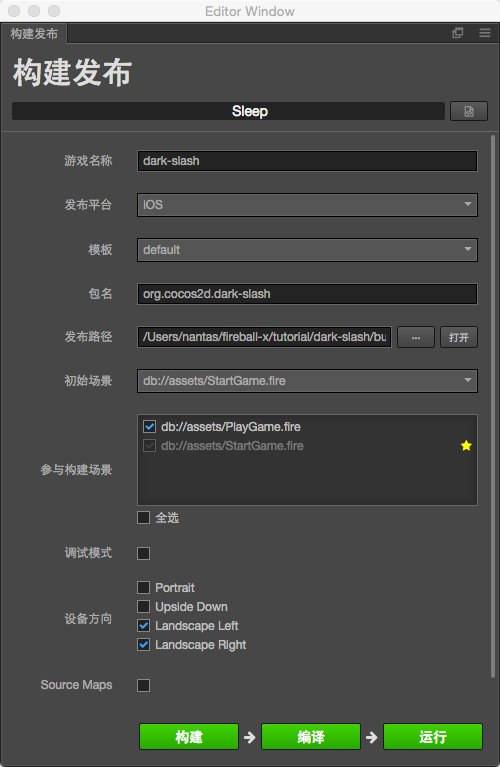 Editor Window
构建发布
构建发布
Sleep
游戏名称 dark-slash
发布平台 iOS
模板 default
包名 org.cocos2d.dark-slash
发布路径 /Users/nantas/fireball-x/tutorial/dark-slash/bu ... 打开
初始场景 db://assets/StartGame.fire
db://assets/PlayGame.fire
db://assets/StartGame.fire
参与构建场景
全选
调试模式
Portrait
Upside Down
设备方向
Landscape Left
Landscape Right
Source Maps
构建 编译 运行